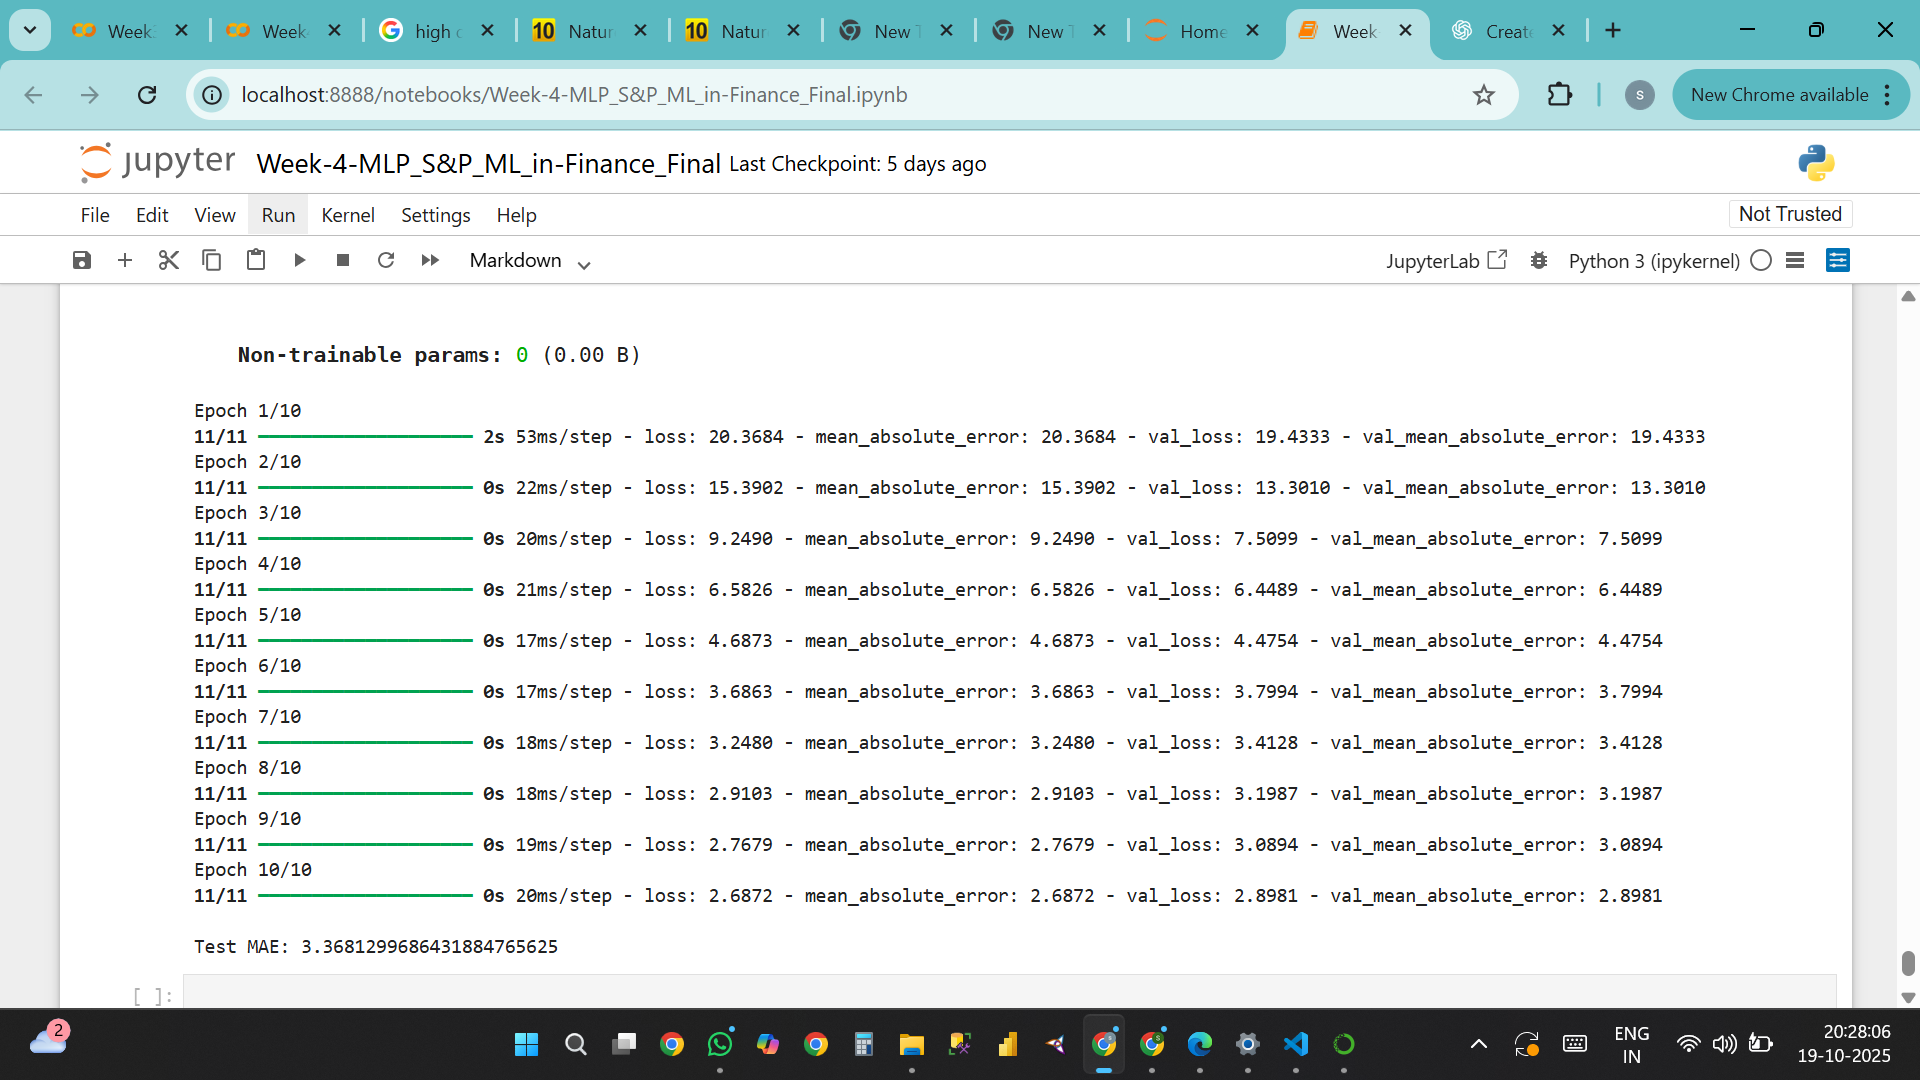 Week
Week
high
Natur
Natur
New
New
Home
Week
Create
localhost:8888/notebooks/Week-4-MLP_S&P_ML_in-Finance_Final.ipynb
S
New Chrome available
jupyter Week-4-MLP_S&P_ML_in-Finance_Final Last Checkpoint: 5 days ago
File Edit View Run Kernel Settings Help
Not Trusted
Markdown
JupyterLab
Python 3 (ipykernel)
Non-trainable params: 0 (0.00 B)
Epoch 1/10
11/11 ━━━━━━━━━━━━━━━━━━━━ 2s 53ms/step - loss: 20.3684 - mean_absolute_error: 20.3684 - val_loss: 19.4333 - val_mean_absolute_error: 19.4333
Epoch 2/10
11/11 ━━━━━━━━━━━━━━━━━━━━ 0s 22ms/step - loss: 15.3902 - mean_absolute_error: 15.3902 - val_loss: 13.3010 - val_mean_absolute_error: 13.3010
Epoch 3/10
11/11 ━━━━━━━━━━━━━━━━━━━━ 0s 20ms/step - loss: 9.2490 - mean_absolute_error: 9.2490 - val_loss: 7.5099 - val_mean_absolute_error: 7.5099
Epoch 4/10
11/11 ━━━━━━━━━━━━━━━━━━━━ 0s 21ms/step - loss: 6.5826 - mean_absolute_error: 6.5826 - val_loss: 6.4489 - val_mean_absolute_error: 6.4489
Epoch 5/10
11/11 ━━━━━━━━━━━━━━━━━━━━ 0s 17ms/step - loss: 4.6873 - mean_absolute_error: 4.6873 - val_loss: 4.4754 - val_mean_absolute_error: 4.4754
Epoch 6/10
11/11 ━━━━━━━━━━━━━━━━━━━━ 0s 17ms/step - loss: 3.6863 - mean_absolute_error: 3.6863 - val_loss: 3.7994 - val_mean_absolute_error: 3.7994
Epoch 7/10
11/11 ━━━━━━━━━━━━━━━━━━━━ 0s 18ms/step - loss: 3.2480 - mean_absolute_error: 3.2480 - val_loss: 3.4128 - val_mean_absolute_error: 3.4128
Epoch 8/10
11/11 ━━━━━━━━━━━━━━━━━━━━ 0s 18ms/step - loss: 2.9103 - mean_absolute_error: 2.9103 - val_loss: 3.1987 - val_mean_absolute_error: 3.1987
Epoch 9/10
11/11 ━━━━━━━━━━━━━━━━━━━━ 0s 19ms/step - loss: 2.7679 - mean_absolute_error: 2.7679 - val_loss: 3.0894 - val_mean_absolute_error: 3.0894
Epoch 10/10
11/11 ━━━━━━━━━━━━━━━━━━━━ 0s 20ms/step - loss: 2.6872 - mean_absolute_error: 2.6872 - val_loss: 2.8981 - val_mean_absolute_error: 2.8981
Test MAE: 3.3681299686431884765625
[ ]:
2
ENG
IN
20:28:06
19-10-2025